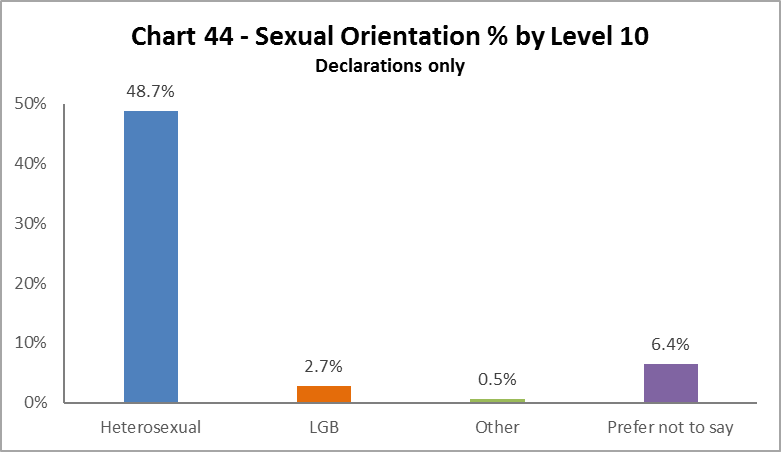 Chart 44 - Sexual Orientation % by Level 10
Declarations only
48.7%
50%
40%
30%
20%
10%
0%
2.7%
0.5%
6.4%
Heterosexual
LGB
Other
Prefer not to say